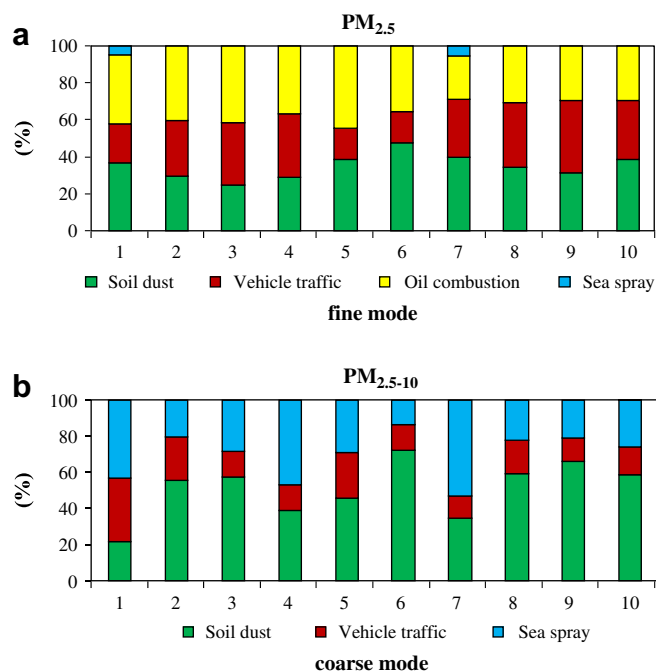 a
PM2.5
100
80
60
40
20
0
(%)
1 2 3 4 5 6 7 8 9 10
Soil dust Vehicle traffic Oil combustion Sea spray
fine mode
b
PM2.5-10
100
80
60
40
20
0
(%)
1 2 3 4 5 6 7 8 9 10
Soil dust Vehicle traffic Sea spray
coarse mode